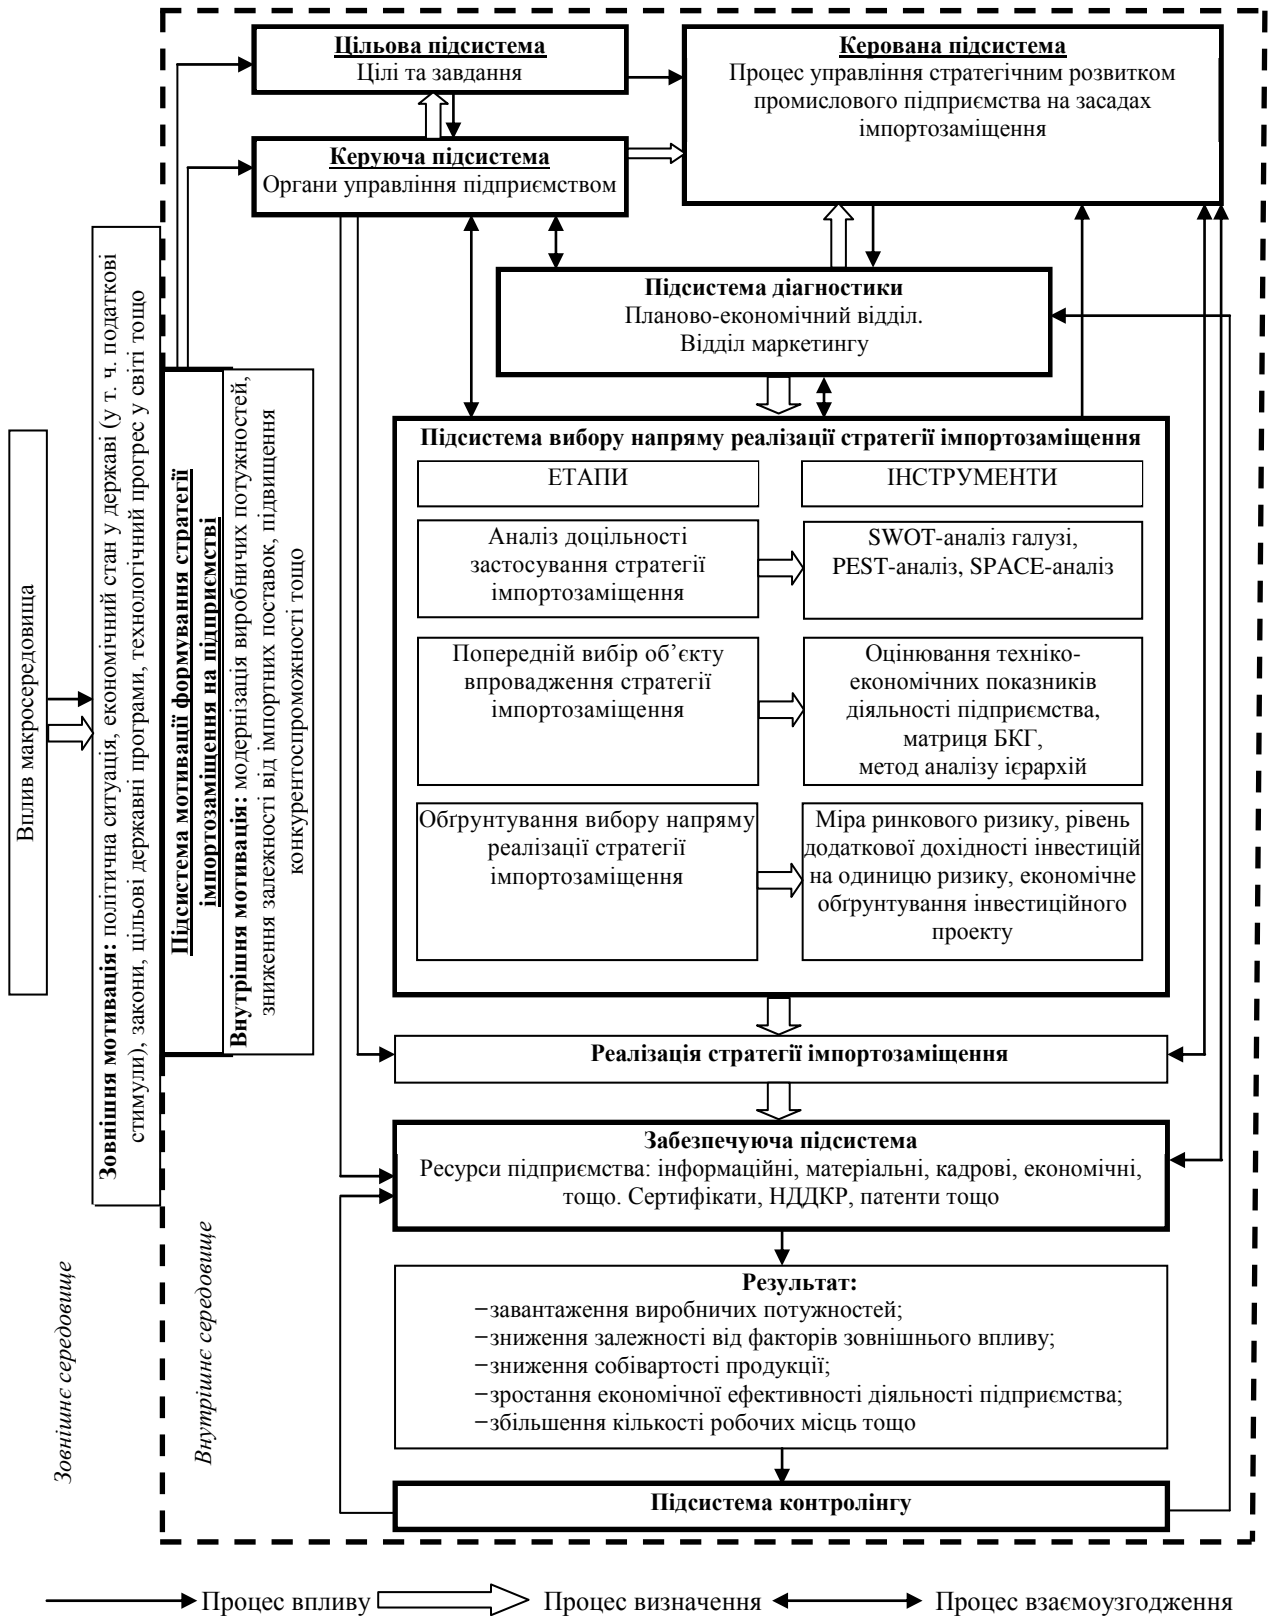 Цільова підсистема
Цілі та завдання
Керована підсистема
Процес управління стратегічним розвитком
промислового підприємства на засадах
імпортозаміщення
Керуюча підсистема
Органи управління підприємством
Підсистема діагностики
Планово-економічний відділ.
Відділ маркетингу
Вплив макросередовища
Зовнішня мотивація: політична ситуація, економічний стан у державі (у т. ч. податкові
стимули), закони, цільові державні програми, технологічний прогрес у світі тощо
Підсистема мотивації формування стратегії
імпортозаміщення на підприємстві
Внутрішня мотивація: модернізація виробничих потужностей,
зниження залежності від імпортних поставок, підвищення
конкурентоспроможності тощо
Підсистема вибору напряму реалізації стратегії імпортозаміщення
ЕТАПИ
ІНСТРУМЕНТИ
Аналіз доцільності
застосування стратегії
імпортозаміщення
SWOT-аналіз галузі,
PEST-аналіз, SPACE-аналіз
Попередній вибір об’єкту
впровадження стратегії
імпортозаміщення
Оцінювання техніко-
економічних показників
діяльності підприємства,
матриця БКГ,
метод аналізу ієрархій
Обґрунтування вибору напряму
реалізації стратегії
імпортозаміщення
Міра ринкового ризику, рівень
додаткової дохідності інвестицій
на одиницю ризику, економічне
обґрунтування інвестиційного
проекту
Реалізація стратегії імпортозаміщення
Забезпечуюча підсистема
Ресурси підприємства: інформаційні, матеріальні, кадрові, економічні,
тощо. Сертифікати, НДДКР, патенти тощо
Зовнішнє середовище
Внутрішнє середовище
Результат:
−завантаження виробничих потужностей;
−зниження залежності від факторів зовнішнього впливу;
−зниження собівартості продукції;
−зростання економічної ефективності діяльності підприємства;
−збільшення кількості робочих місць тощо
Підсистема контролінгу
Процес впливу
Процес визначення
Процес взаємоузгодження